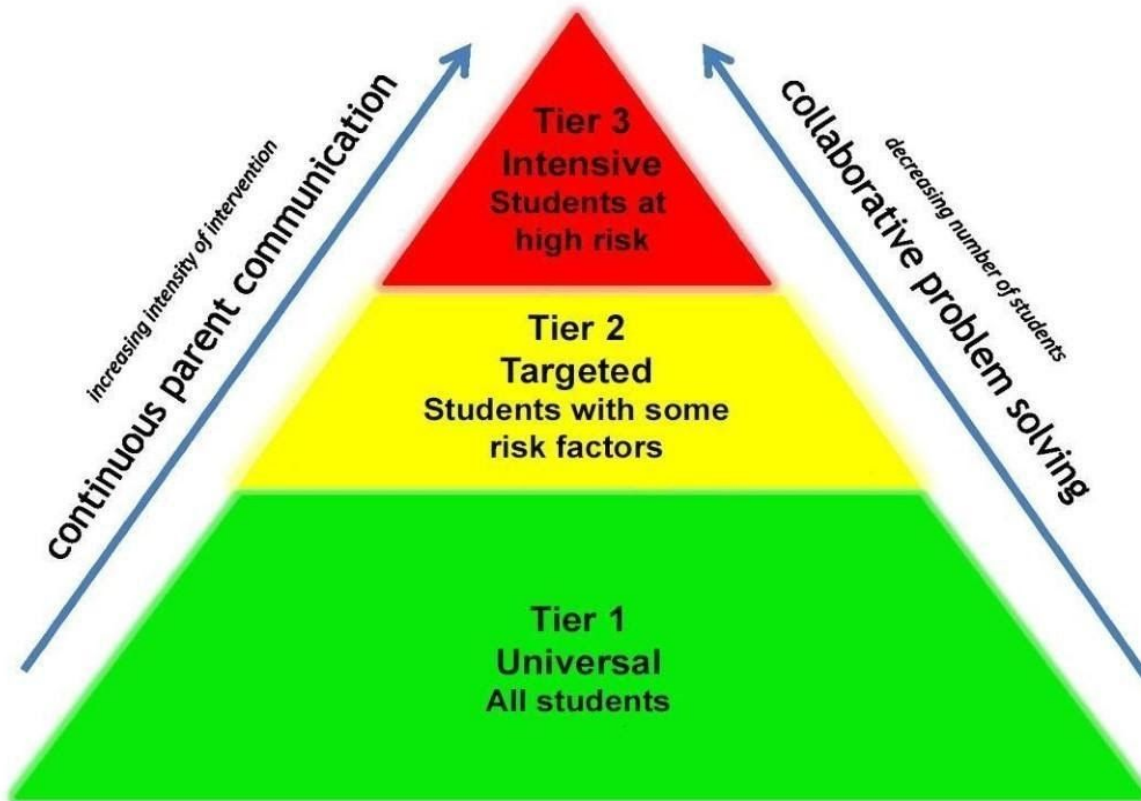 Tier 3
Intensive
Students at
high risk
Tier 2
Targeted
Students with some
risk factors
Tier 1
Universal
All students
increasing intensity of intervention
continuous parent communication
collaborative problem solving
decreasing number of students